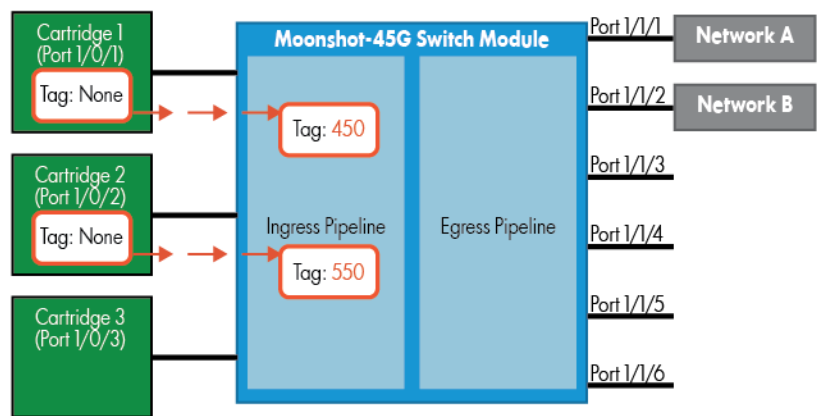 Cartridge 1
(Port 1/0/1)
Tag: None
Cartridge 2
(Port 1/0/2)
Tag: None
Cartridge 3
(Port 1/0/3)
Moonshot-45G Switch Module
Tag: 450
Ingress Pipeline
Tag: 550
Egress Pipeline
Port 1/1/1
Port 1/1/2
Port 1/1/3
Port 1/1/4
Port 1/1/5
Port 1/1/6
Network A
Network B